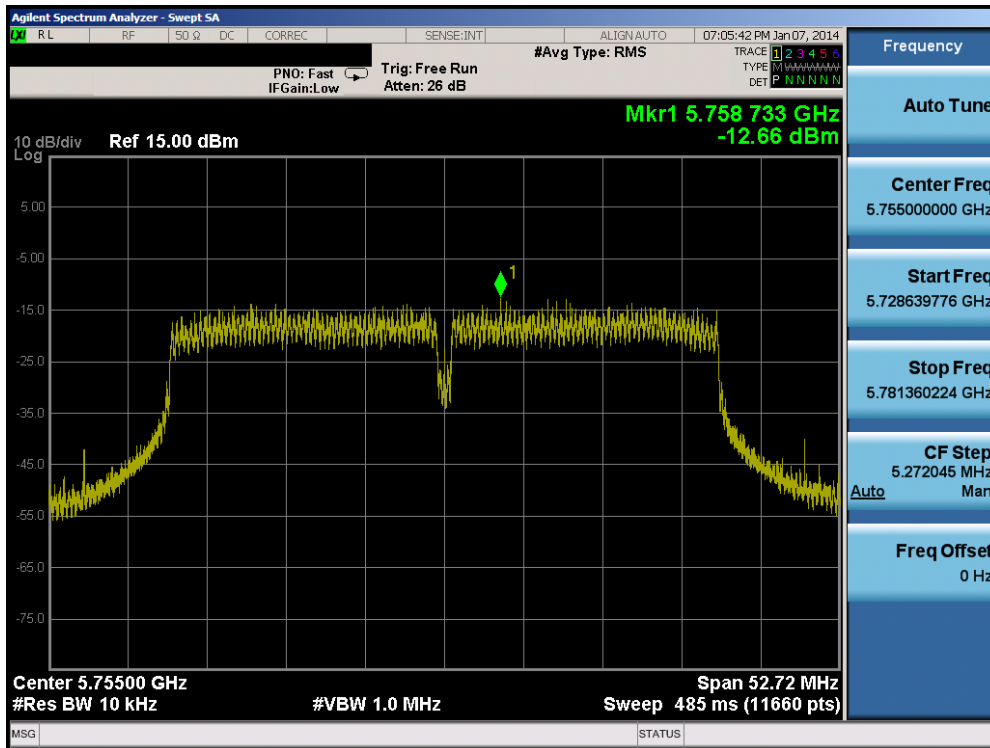 Agilent Spectrum Analyzer - Swept SA
LXI RL RF 50 Ω DC CORREC SENSE:INT ALIGN AUTO 07:05:42 PM Jan 07, 2014
PNO: Fast
IFGain:Low
Trig: Free Run
Atten: 26 dB
#Avg Type: RMS
TRACE 1 2 3 4 5 6
TYPE M WWWWW
DET P N N N N N
Mkr1 5.758 733 GHz
-12.66 dBm
10 dB/div Ref 15.00 dBm
Log
5.00
-5.00
-15.0
-25.0
-35.0
-45.0
-55.0
-65.0
-75.0
1
Center 5.75500 GHz Span 52.72 MHz
#Res BW 10 kHz #VBW 1.0 MHz Sweep 485 ms (11660 pts)
MSG STATUS
Frequency
Auto Tune
Center Freq
5.755000000 GHz
Start Freq
5.728639776 GHz
Stop Freq
5.781360224 GHz
CF Step
5.272045 MHz
Auto Man
Freq Offset
0 Hz